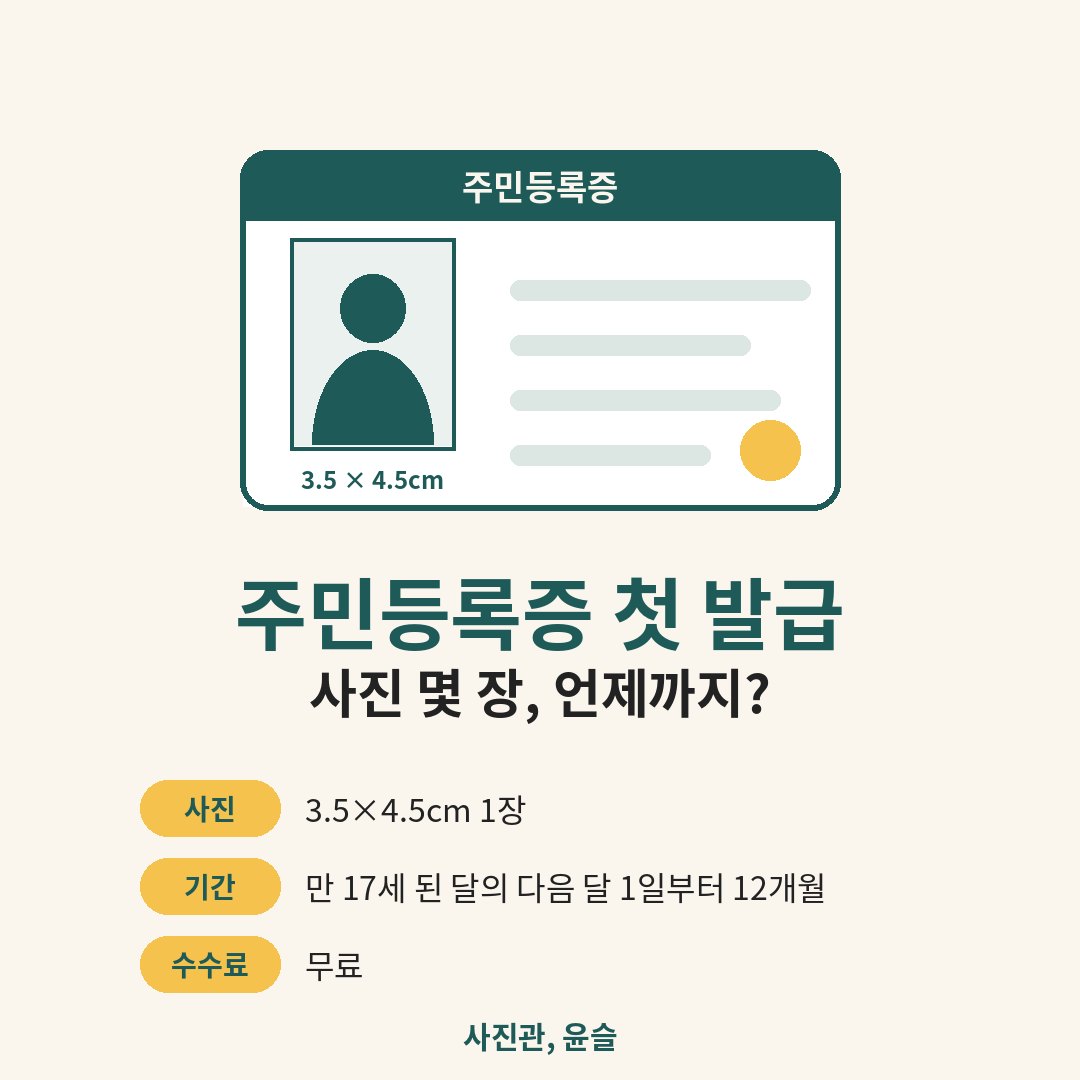 주민등록증
3.5 × 4.5cm
주민등록증 첫 발급
사진 몇 장, 언제까지?
사진 3.5×4.5cm 1장
기간 만 17세 된 달의 다음 달 1일부터 12개월
수수료 무료
사진관, 윤슬